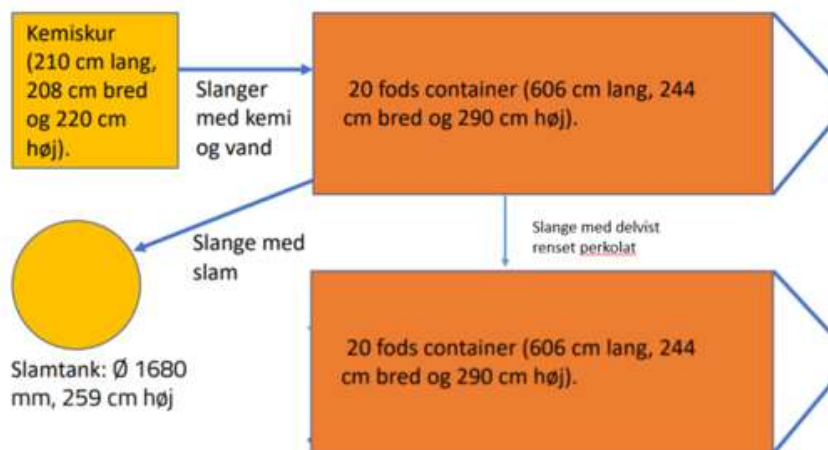 Kemiskur
(210 cm lang,
208 cm bred
og 220 cm
høj).
Slanger
med kemi
og vand
20 fods container (606 cm lang, 244
cm bred og 290 cm høj).
Slange med
slam
Slange med delvist
renset perkolat
Slamtank: Ø 1680
mm, 259 cm høj
20 fods container (606 cm lang, 244
cm bred og 290 cm høj).